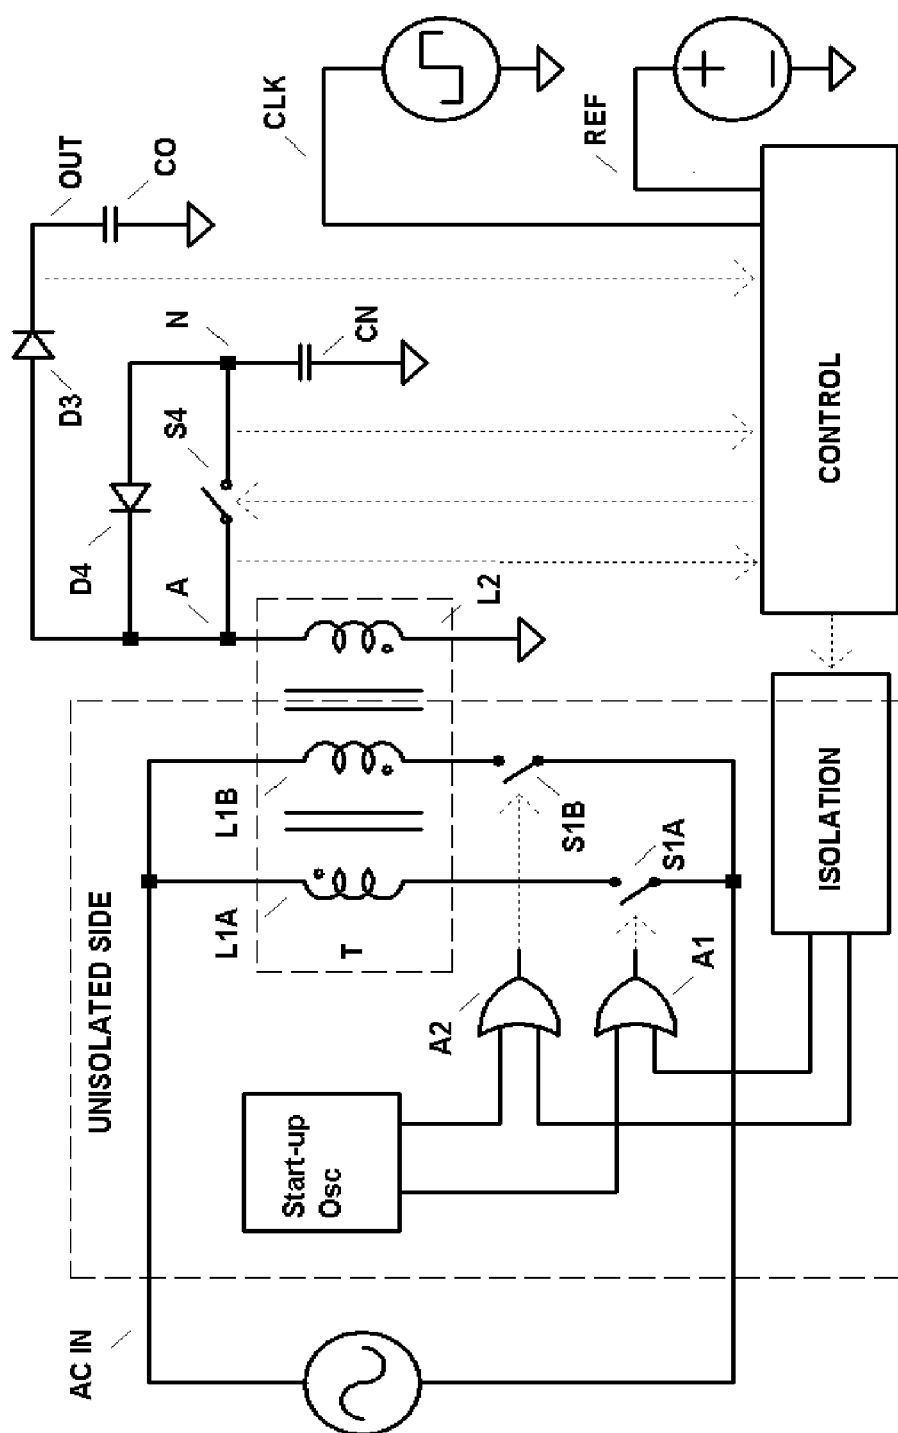 AC IN
UNISOLATED SIDE
Start-up
Osc
L1A
T
L1B
L2
A2
A1
S1B
S1A
ISOLATION
CONTROL
A
D4
S4
D3
N
CN
OUT
CO
CLK
REF